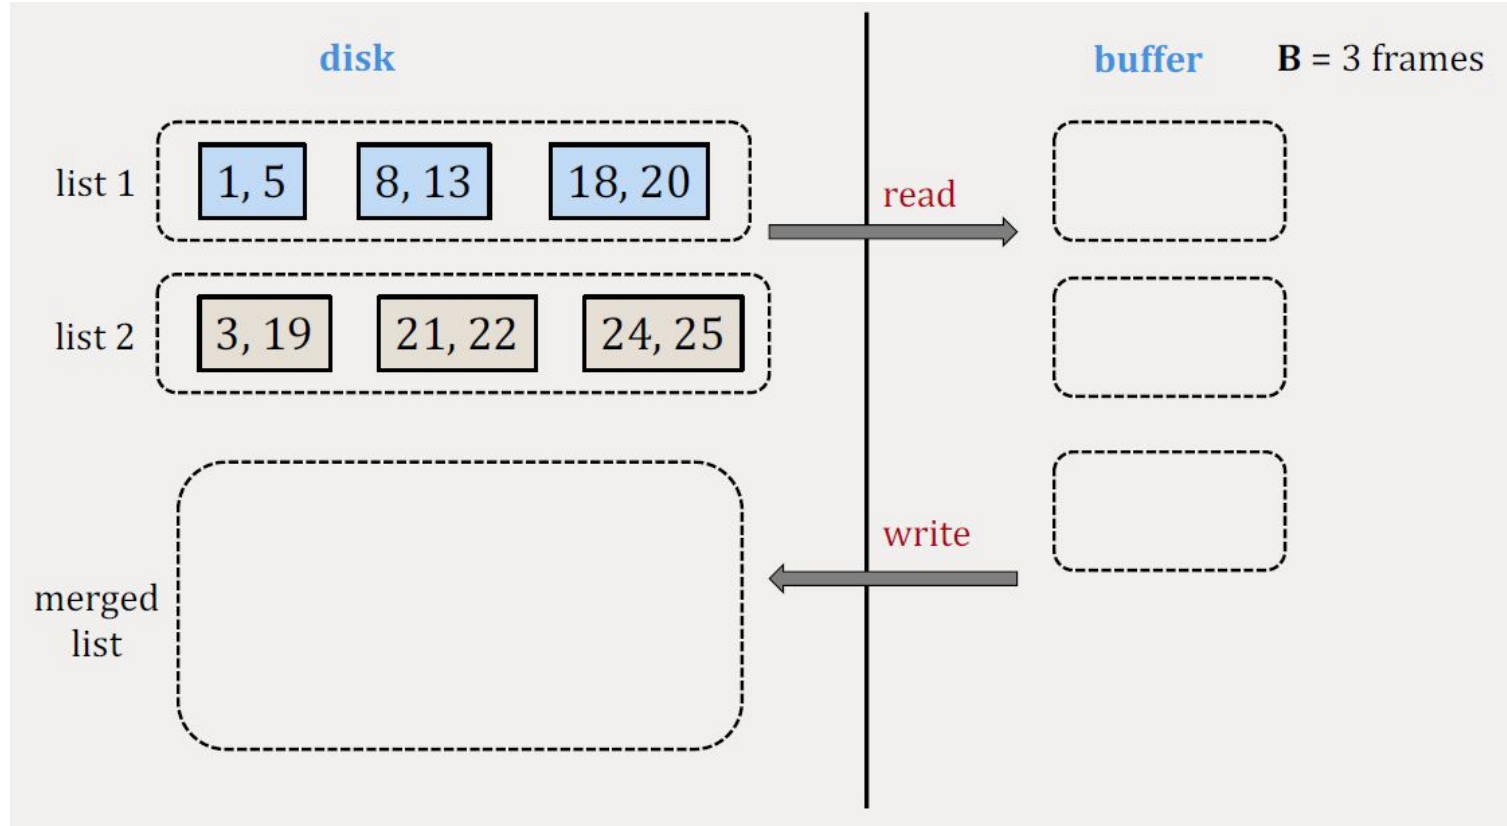 disk
buffer
B = 3 frames
list 1
1, 5
8, 13
18, 20
read
list 2
3, 19
21, 22
24, 25
write
merged
list